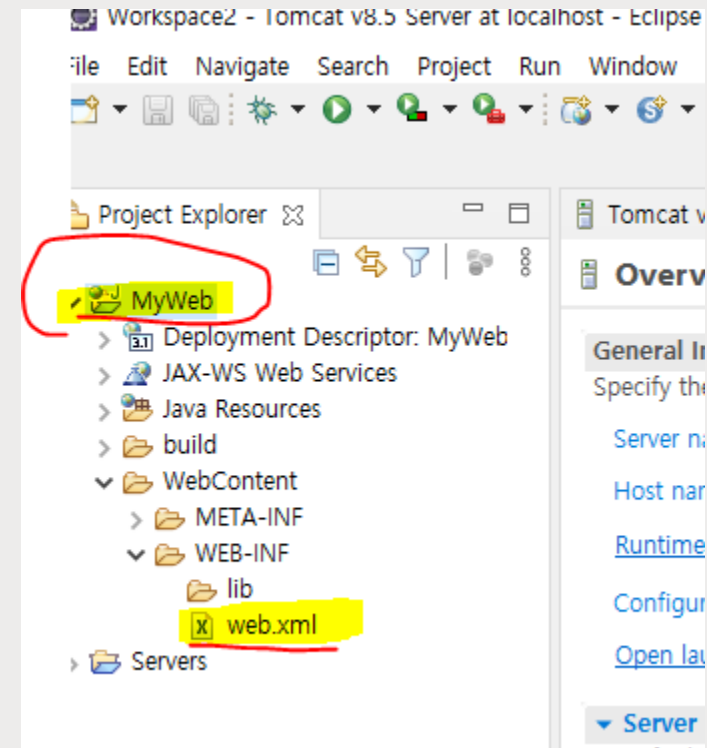 Workspace2 - Tomcat v8.5 Server at localhost - Eclipse
File Edit Navigate Search Project Run Window
Project Explorer
Tomcat v
MyWeb
Overv
3.1 Deployment Descriptor: MyWeb
General I
JAX-WS Web Services
Specify the
Java Resources
build
Server na
WebContent
Host nar
META-INF
WEB-INF
Runtime
lib
Configur
web.xml
Open lau
Servers
Server